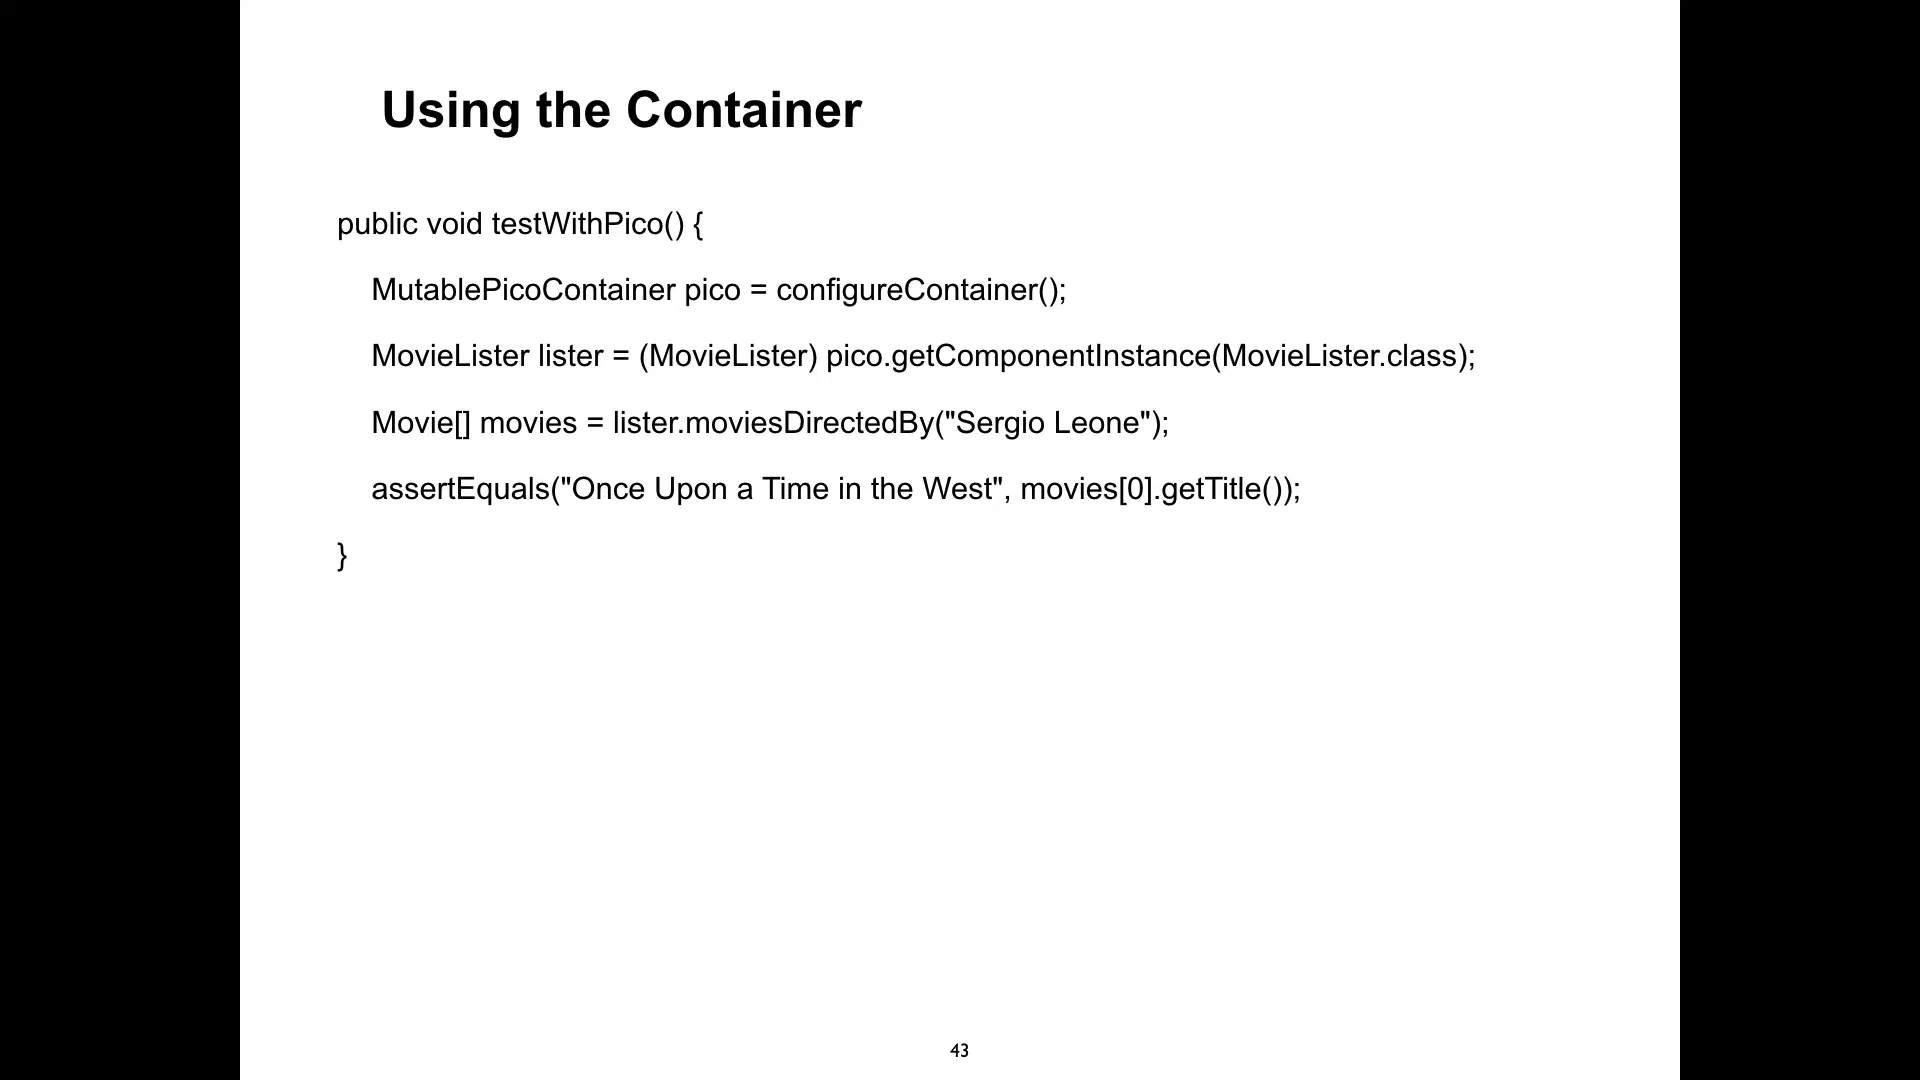 Using the Container
public void testWithPico() {
MutablePicoContainer pico = configureContainer();
MovieLister lister = (MovieLister) pico.getComponentInstance(MovieLister.class);
Movie[] movies = lister.moviesDirectedBy("Sergio Leone");
assertEquals("Once Upon a Time in the West", movies[0].getTitle());
}
43